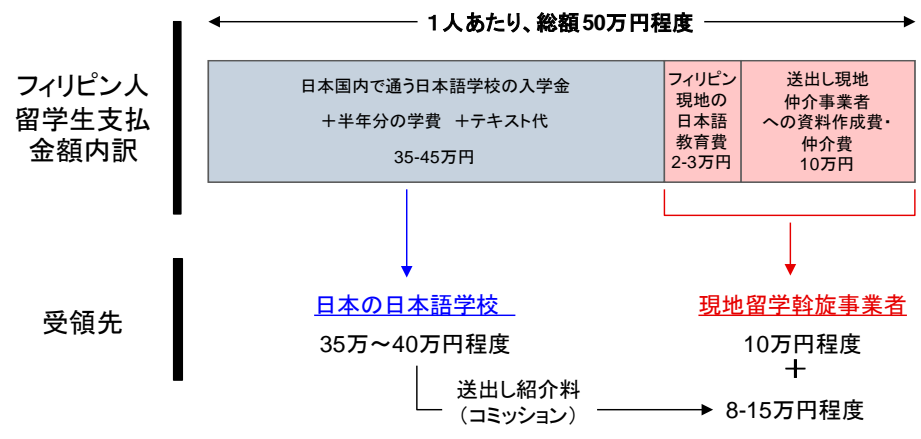 1人あたり、総額50万円程度
フィリピン人
留学生支払
金額内訳
日本国内で通う日本語学校の入学金
＋半年分の学費 ＋テキスト代
35-45万円
フィリピン
現地の
日本語
教育費
2-3万円
送出し現地
仲介事業者
への資料作成費・
仲介費
10万円
受領先
日本の日本語学校
35万～40万円程度
現地留学斡旋事業者
10万円程度
＋
送出し紹介料
（コミッション）
8-15万円程度